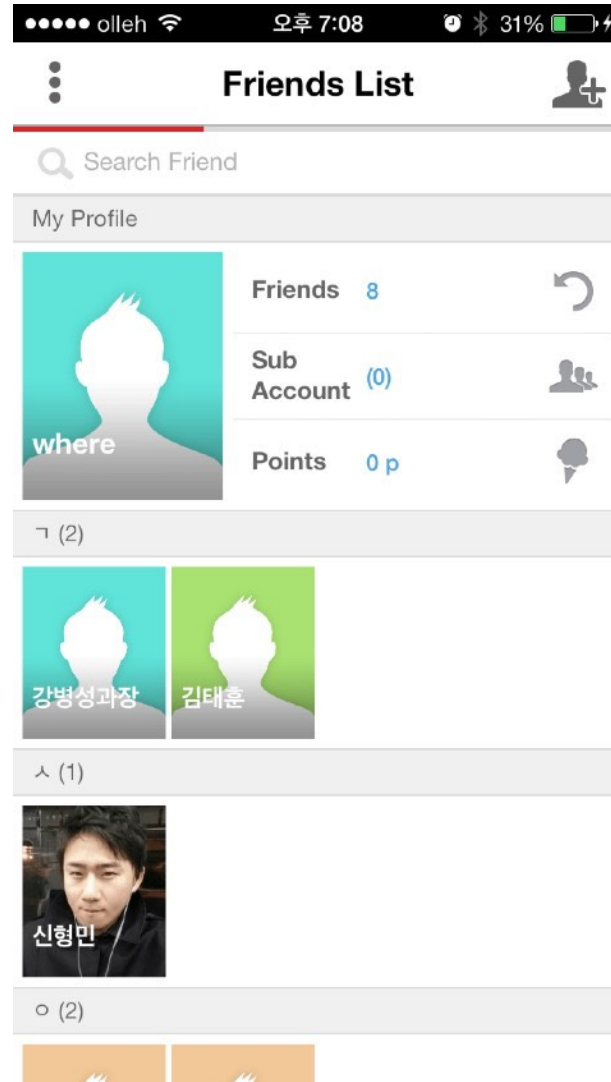 olleh 오후 7:08 31%
Friends List
Search Friend
My Profile
where
Friends 8
Sub
Account (0)
Points 0 p
ㄱ (2)
강병성과장 김태훈
ㅅ (1)
신형민
ㅇ (2)